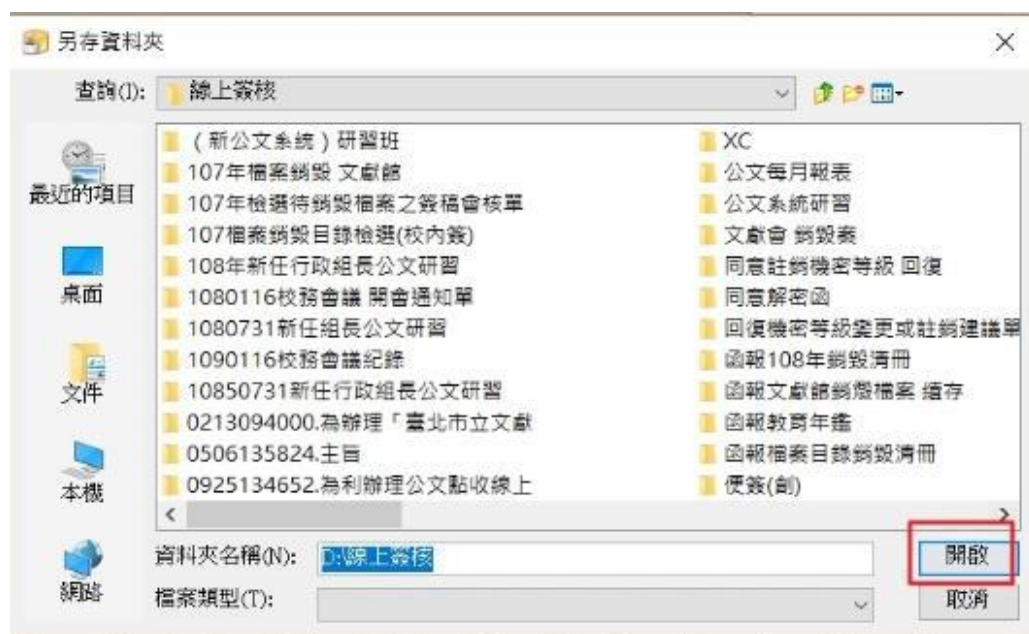 另存資料夾
查詢(I): 線上簽核
最近的項目
桌面
文件
本機
網路
(新公文系統)研習班
107年檔案銷毀 文獻館
107年檢選待銷毀檔案之簽稿會核單
107檔案銷毀目錄檢選(校內簽)
108年新任行政組長公文研習
1080116校務會議 開會通知單
1080731新任組長公文研習
1090116校務會議紀錄
10850731新任行政組長公文研習
0213094000.為辦理「臺北市立文獻
0506135824.主旨
0925134652.為利辦理公文點收線上
XC
公文每月報表
公文系統研習
文獻會 銷毀案
同意註銷機密等級 回復
同意解密函
回復機密等級變更或註銷建議單
函報108年銷毀清冊
函報文獻館銷燬檔案 續存
函報教育年鑑
函報檔案目錄銷毀清冊
便簽(創)
資料夾名稱(N): D:\線上簽核
開啟
檔案類型(T):
取消